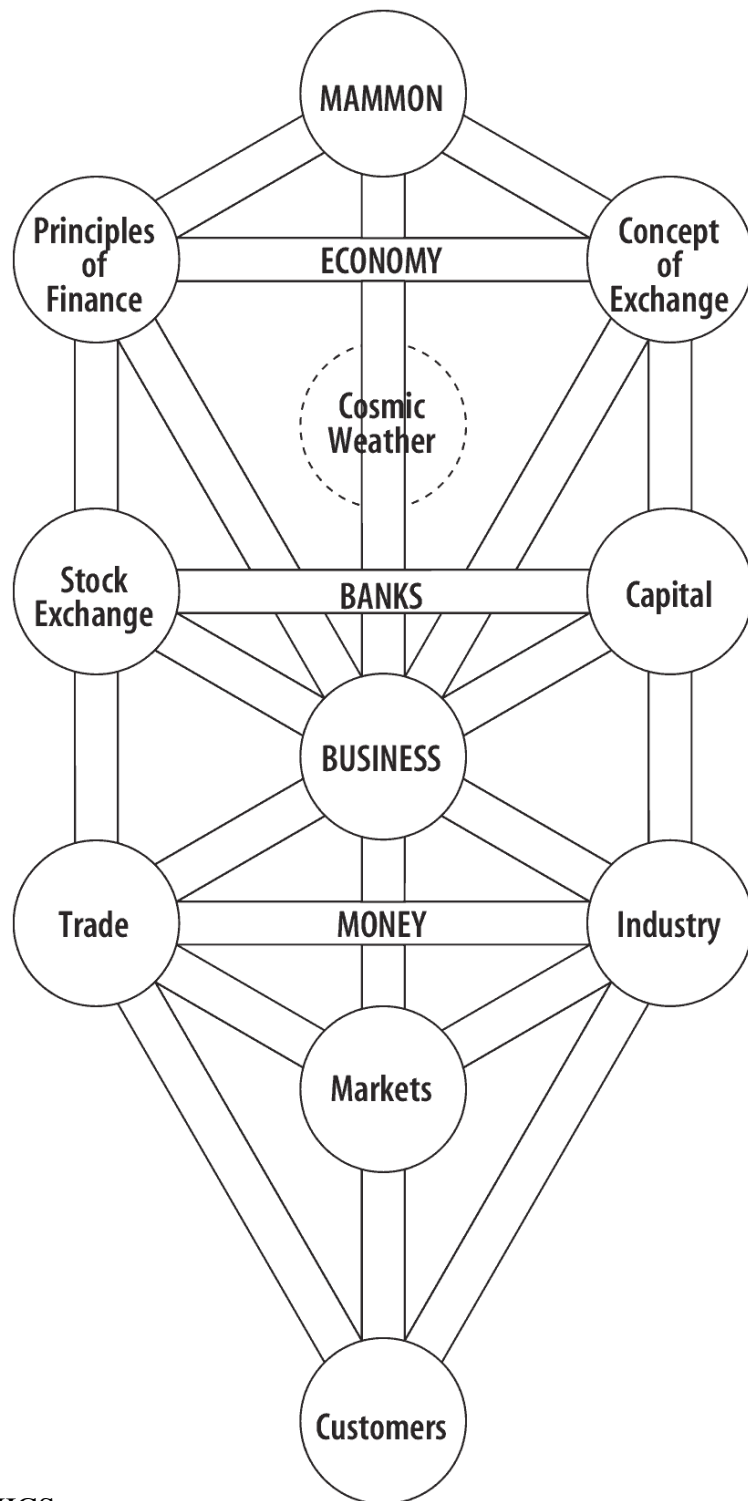 MAMMON
Principles
of
Finance
ECONOMY
Concept
of
Exchange
Cosmic
Weather
Stock
Exchange
BANKS
Capital
BUSINESS
Trade
MONEY
Industry
Markets
Customers